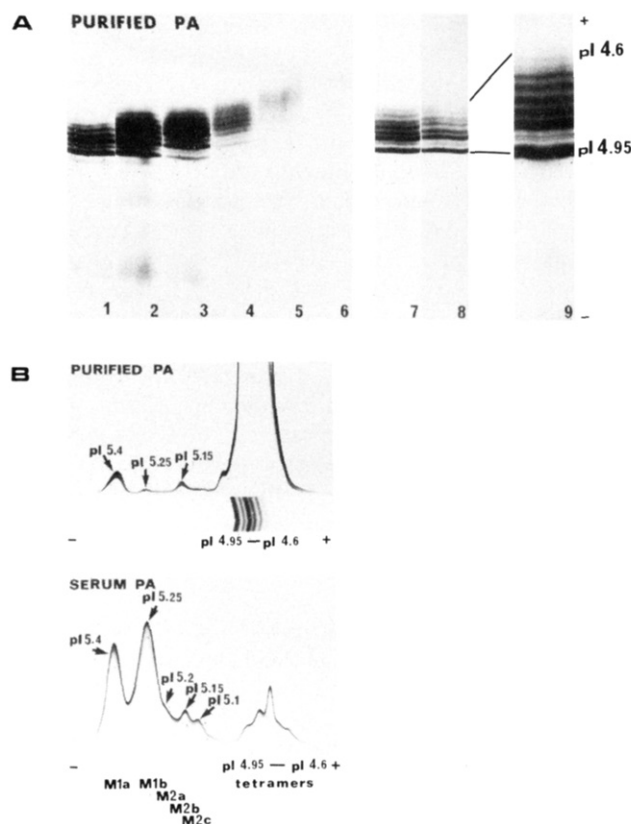 A PURIFIED PA
+
pI 4.6
pI 4.95
1 2 3 4 5 6 7 8 9 -
B PURIFIED PA
pI 5.4
pI 5.25
pI 5.15
- pI 4.95 — pI 4.6 +
SERUM PA
pI 5.25
pI 5.4
pI 5.2
pI 5.15
pI 5.1
- pI 4.95 — pI 4.6 +
M1a M1b tetramers
M2a
M2b
M2c